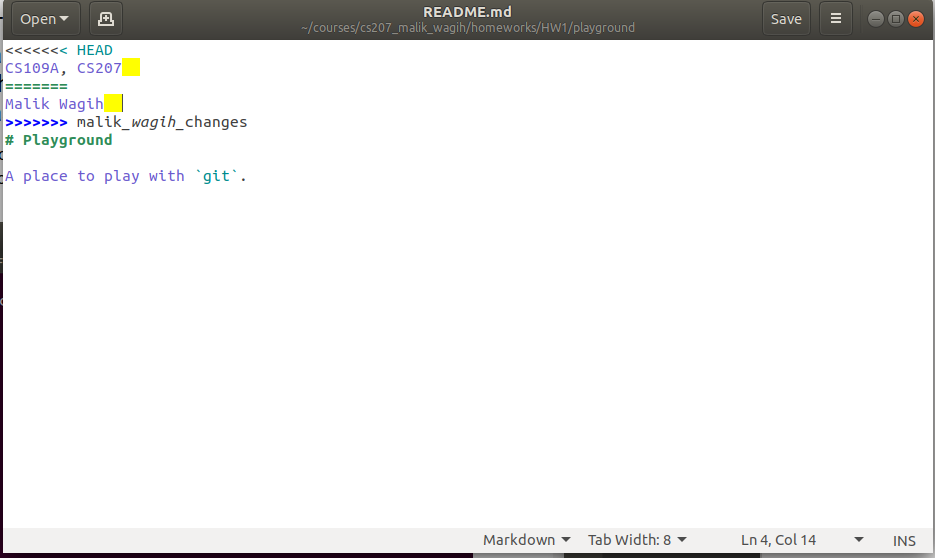 Open
README.md
~/courses/cs207_malik_wagih/homeworks/HW1/playground
Save
<<<<<<< HEAD
CS109A, CS207
=======
Malik Wagih
>>>>>>> malik_wagih_changes
# Playground
A place to play with `git`.
Markdown
Tab Width: 8
Ln 4, Col 14
INS